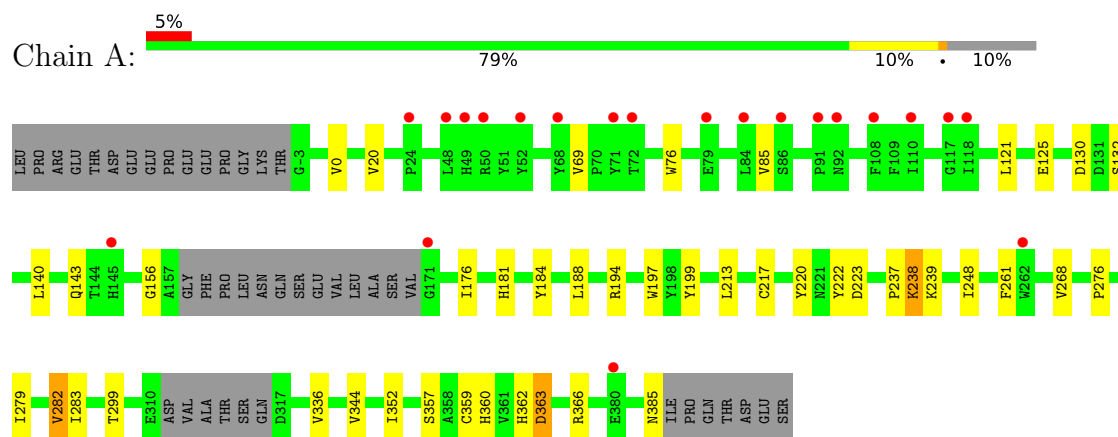 5%
Chain A:
79% 10% • 10%
LEU PRO ARG GLU THR ASP GLU GLU PRO GLU GLU PRO GLY LYS THR G-3 V0 V20 P24 L48 H49 R50 Y51 Y52 Y68 V69 P70 Y71 T72 W76 E79 L84 V85 S86 P91 N92 F108 F109 I110 G117 I118 L121 E125 D130 D131 S132
L140 Q143 T144 H145 G156 A157 GLY PHE PRO LEU ASN GLN SER GLU VAL LEU ALA SER VAL G171 I176 H181 Y184 L188 R194 W197 Y198 Y199 L213 C217 Y220 N221 Y222 D223 P237 K238 K239 I248 F261 W262 V268 P276
I279 V282 I283 T299 E310 ASP VAL ALA THR SER GLN D317 V336 V344 I352 S357 A358 C359 H360 V361 H362 D363 R366 E380 N385 ILE PRO GLN THR ASP GLU SER